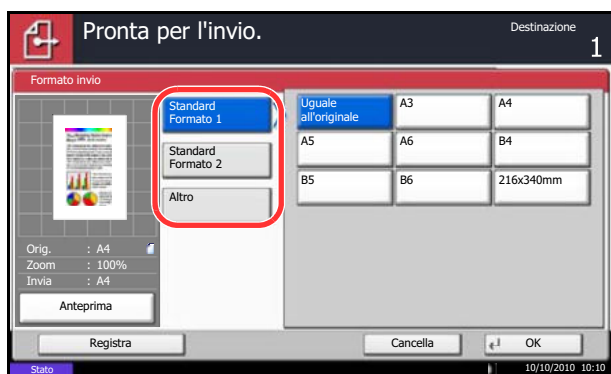 Pronta per l'invio.
Destinazione
1
Formato invio
Standard
Formato 1
Standard
Formato 2
Altro
Uguale
all'originale
A3
A4
A5
A6
B4
B5
B6
216x340mm
Orig. : A4
Zoom : 100%
Invia : A4
Anteprima
Registra
Cancella
OK
Stato
10/10/2010 10:10